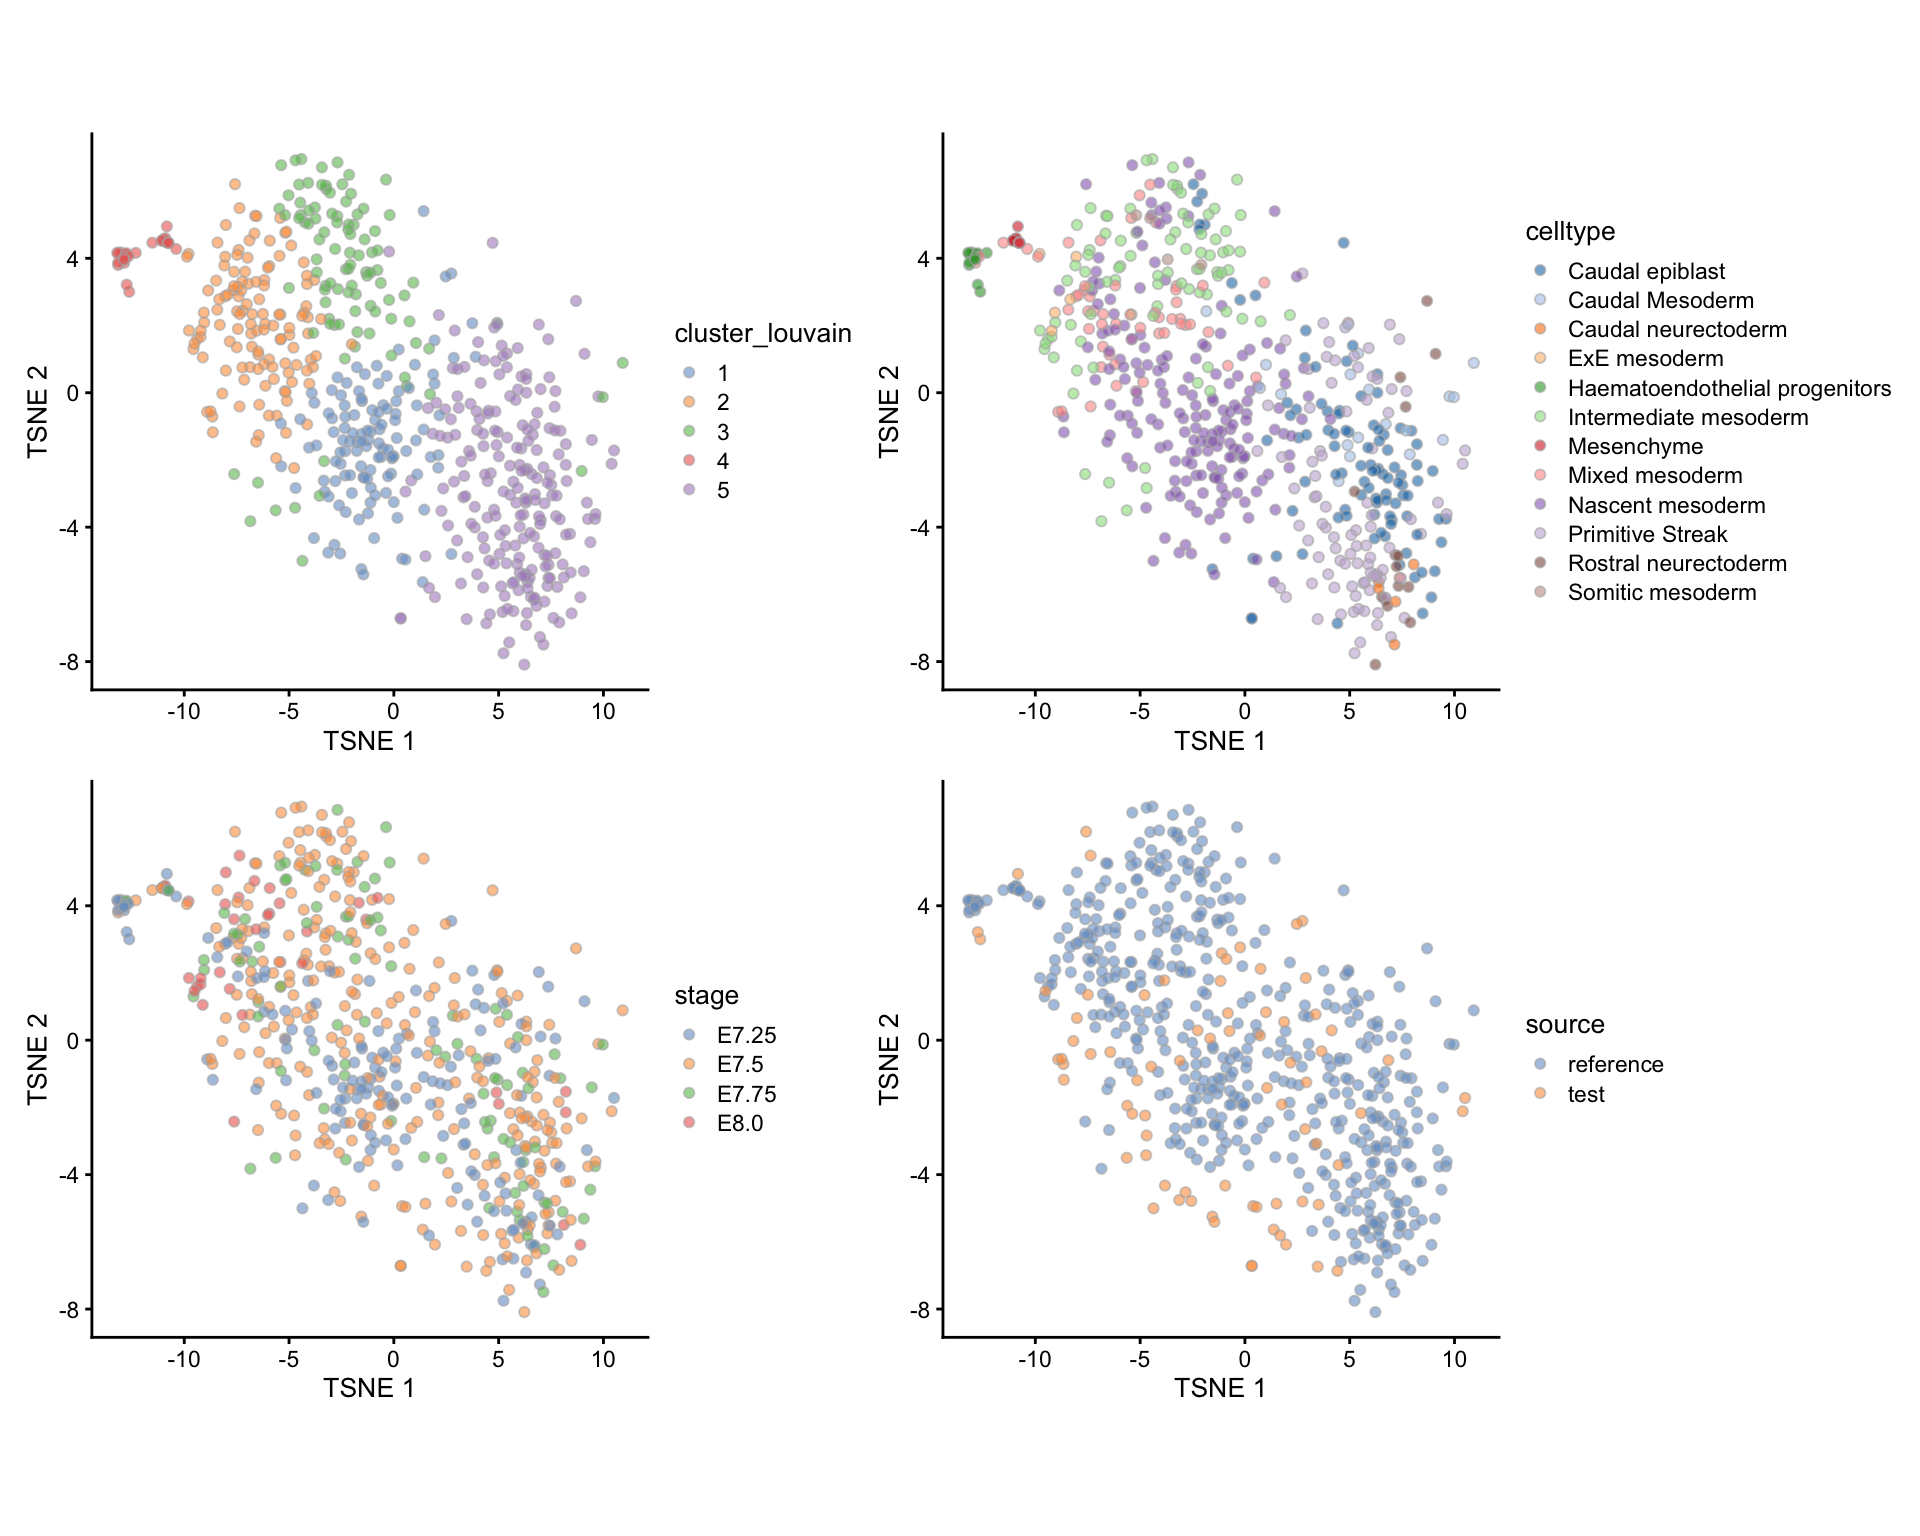 4
0
-4
-8
TSNE 2
-10 -5 0 5 10
TSNE 1
cluster_louvain
1
2
3
4
5
4
0
-4
-8
TSNE 2
-10 -5 0 5 10
TSNE 1
celltype
Caudal epiblast
Caudal Mesoderm
Caudal neurectoderm
ExE mesoderm
Haematoendothelial progenitors
Intermediate mesoderm
Mesenchyme
Mixed mesoderm
Nascent mesoderm
Primitive Streak
Rostral neurectoderm
Somitic mesoderm
4
0
-4
-8
TSNE 2
-10 -5 0 5 10
TSNE 1
stage
E7.25
E7.5
E7.75
E8.0
4
0
-4
-8
TSNE 2
-10 -5 0 5 10
TSNE 1
source
reference
test